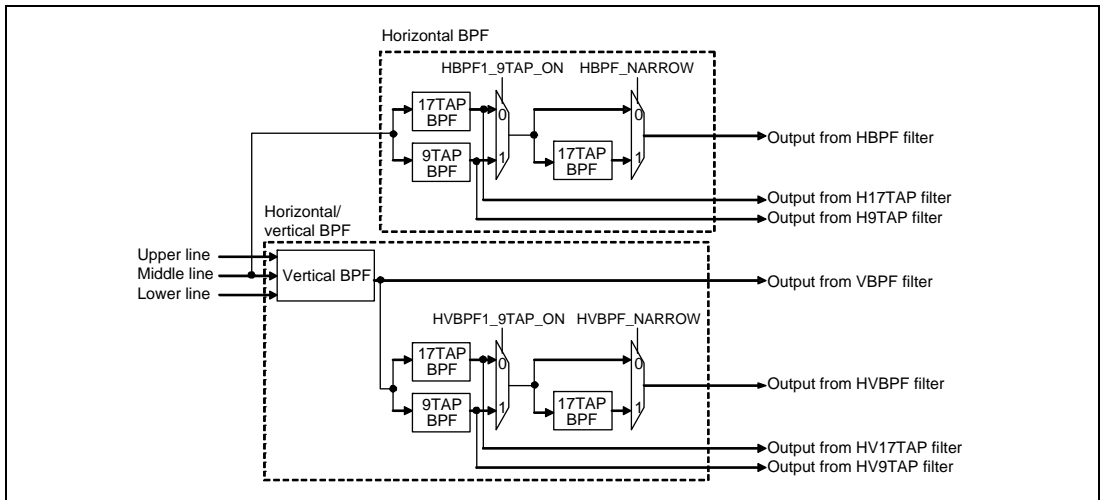 Horizontal BPF
HBPF1_9TAP_ON
HBPF_NARROW
17TAP
BPF
0
0
9TAP
BPF
1
17TAP
BPF
1
Output from HBPF filter
Output from H17TAP filter
Output from H9TAP filter
Horizontal/
vertical BPF
Upper line
Middle line
Lower line
Vertical BPF
Output from VBPF filter
HVBPF1_9TAP_ON
HVBPF_NARROW
17TAP
BPF
0
0
9TAP
BPF
1
17TAP
BPF
1
Output from HVBPF filter
Output from HV17TAP filter
Output from HV9TAP filter